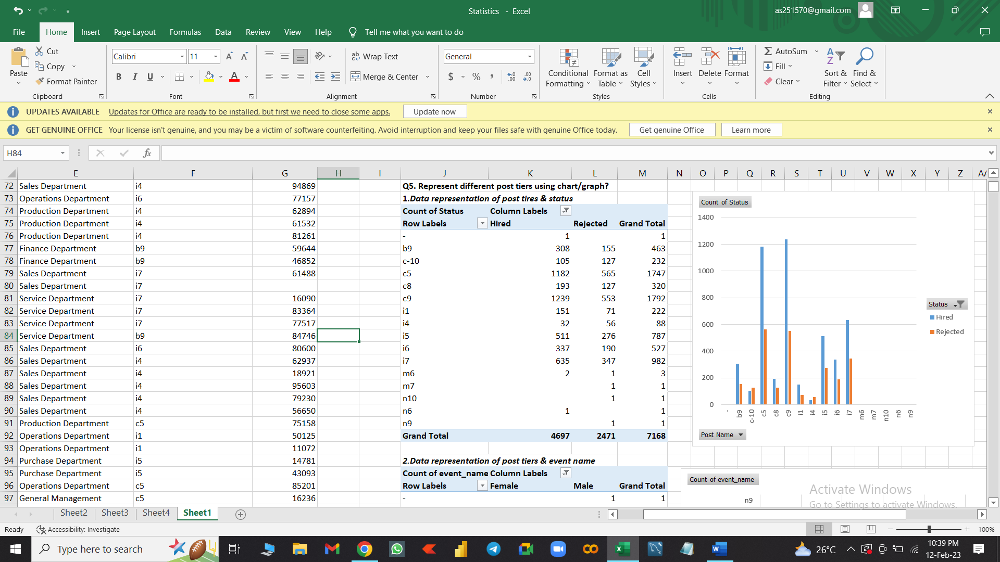 Statistics - Excel
as251570@gmail.com
File Home Insert Page Layout Formulas Data Review View Help Tell me what you want to do
Paste
Cut
Copy
Format Painter
Clipboard
Calibri 11
B I U
Font
Wrap Text
Merge & Center
Alignment
General
$ % ,
Number
Conditional Formatting
Format as Table
Cell Styles
Styles
Insert Delete Format
Cells
AutoSum
Fill
Clear
Sort & Filter
Find & Select
Editing
UPDATES AVAILABLE Updates for Office are ready to be installed, but first we need to close some apps. Update now
GET GENUINE OFFICE Your license isn't genuine, and you may be a victim of software counterfeiting. Avoid interruption and keep your files safe with genuine Office today. Get genuine Office Learn more
H84 fx
E F G H I J K L M N O P Q R S T U V W X Y Z AA
72 Sales Department i4 94869 Q5. Represent different post tiers using chart/graph?
73 Operations Department i6 77157 1.Data representation of post tires & status
74 Production Department i4 62894 Count of Status Column Labels
75 Production Department i4 61532 Row Labels Hired Rejected Grand Total
76 Production Department i4 81261 - 1 1
77 Finance Department b9 59644 b9 308 155 463
78 Finance Department b9 46852 c-10 105 127 232
79 Sales Department i7 61488 c5 1182 565 1747
80 Sales Department i7 c8 193 127 320
81 Service Department i7 16090 c9 1239 553 1792
82 Service Department i7 83364 i1 151 71 222
83 Service Department i7 77517 i4 32 56 88
84 Service Department b9 84746 i5 511 276 787
85 Sales Department i6 80600 i6 337 190 527
86 Sales Department i4 62937 i7 635 347 982
87 Sales Department i4 18921 m6 2 1 3
88 Sales Department i4 95603 m7 1 1
89 Sales Department i4 79230 n10 1 1
90 Sales Department i4 56650 n6 1 1
91 Production Department c5 75158 n9 1 1
92 Operations Department i1 50125 Grand Total 4697 2471 7168
93 Operations Department i1 11072
94 Purchase Department i5 14781 2.Data representation of post tiers & event name
95 Purchase Department i5 43093 Count of event_name Column Labels
96 Operations Department c5 85201 Row Labels Female Male Grand Total
97 General Management c5 16236 - 1 1
Count of Status
1400
1200
1000
800
600
400
200
0
- b9 c-10 c5 c8 c9 i1 i4 i5 i6 i7 m6 m7 n10 n6 n9
Status
Hired
Rejected
Post Name
Count of event_name
n9
Activate Windows
Go to Settings to activate Windows.
Sheet2 Sheet3 Sheet4 Sheet1
Ready Accessibility: Investigate 100%
Type here to search
26°C
10:39 PM
12-Feb-23